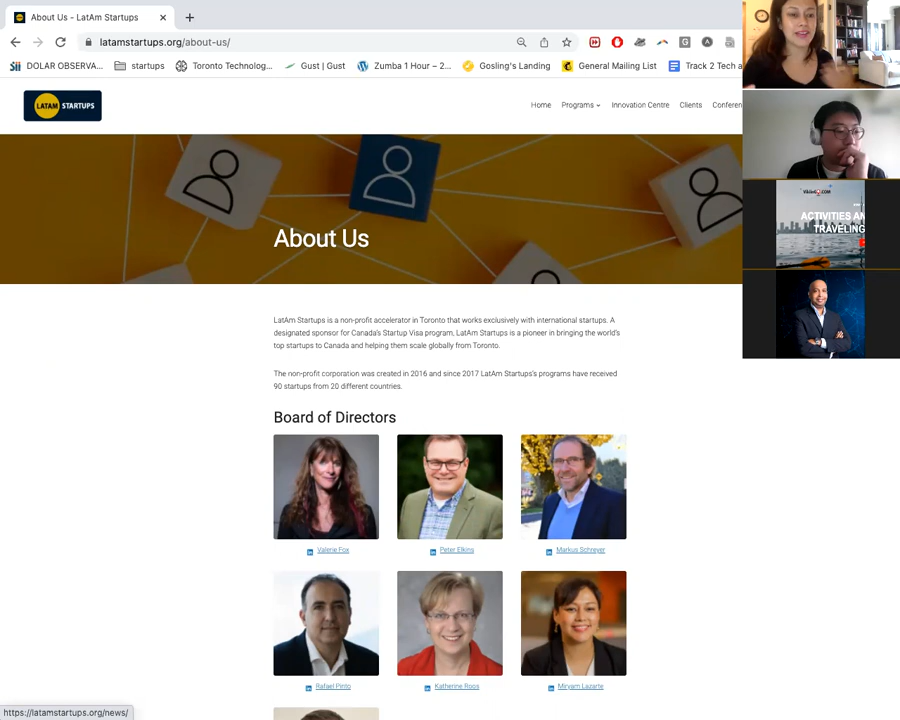 About Us - LatAm Startups
latamstartups.org/about-us/
DOLAR OBSERVA... startups Toronto Technolog... Gust | Gust Zumba 1 Hour – 2... Gosling's Landing General Mailing List Track 2 Tech a
LATAM STARTUPS
Home Programs Innovation Centre Clients Conferen
About Us
LatAm Startups is a non-profit accelerator in Toronto that works exclusively with international startups. A
designated sponsor for Canada's Startup Visa program, LatAm Startups is a pioneer in bringing the world's
top startups to Canada and helping them scale globally from Toronto.
The non-profit corporation was created in 2016 and since 2017 LatAm Startups's programs have received
90 startups from 20 different countries.
Board of Directors
Valerie Fox Peter Elkins Markus Schreyer
Rafael Pinto Katherine Roos Miryam Lazarte
https://latamstartups.org/news/
ACTIVITIES AN
TRAVELING